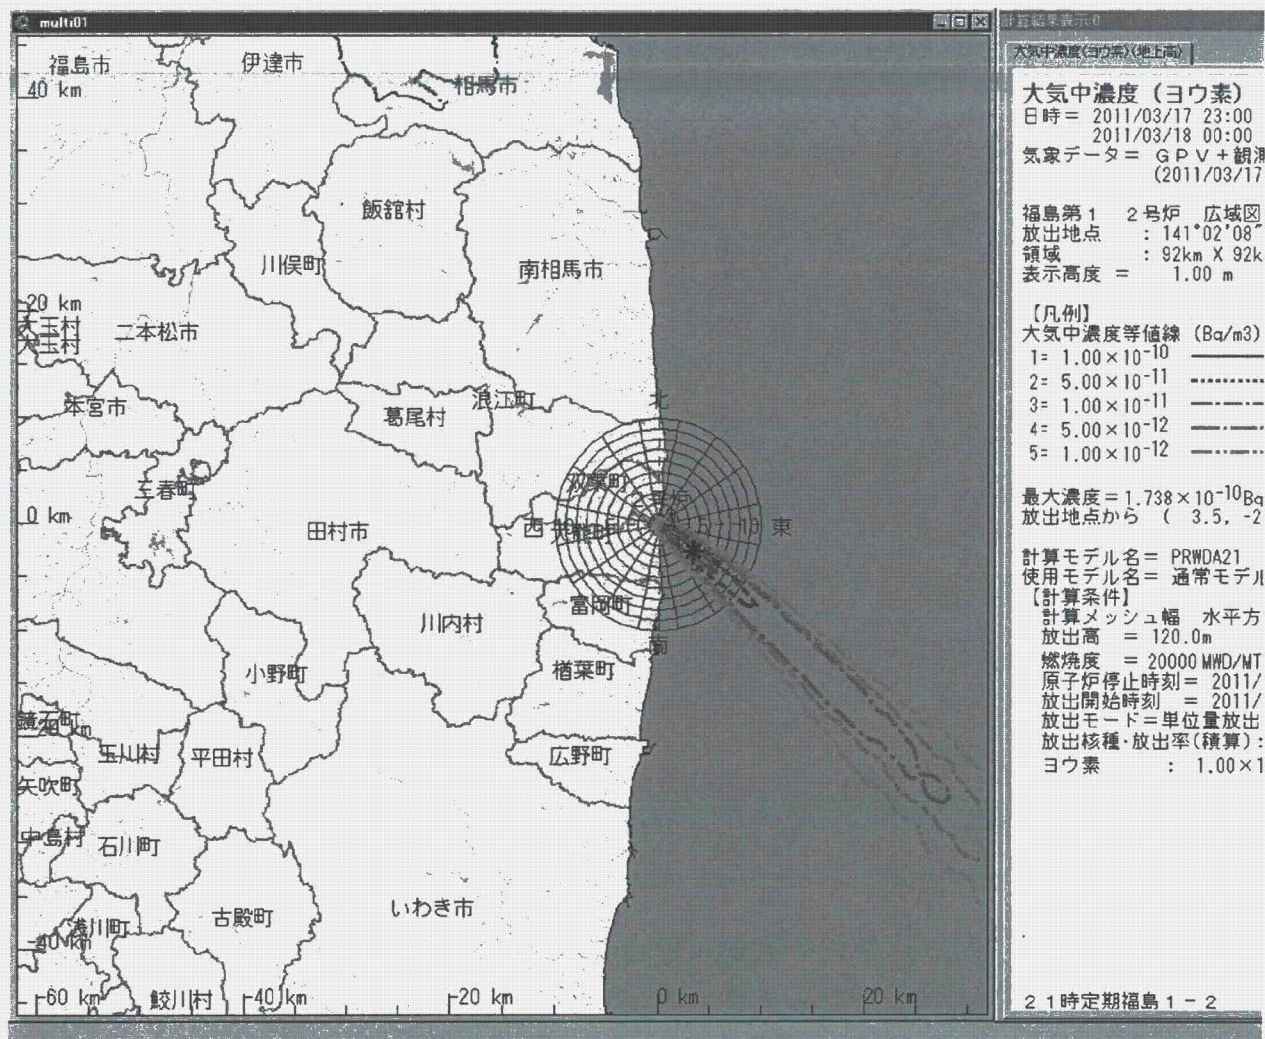 multi01
福島市
伊達市
相馬市
40 km
飯舘村
川俣町
南相馬市
20 km
大玉村
大玉村
二本松市
本宮市
浪江町
葛尾村
北
双葉町
三春町
0 km
田村市
西
東
富岡町
川内村
南
小野町
楢葉町
鏡石町
玉川村
平田村
広野町
矢吹町
中島村
石川町
いわき市
古殿町
浅川町
-40 km
鮫川村
-60 km
-40 km
-20 km
0 km
20 km
計算結果表示0
大気中濃度(ヨウ素)(地上高)
大気中濃度(ヨウ素)
日時= 2011/03/17 23:00
2011/03/18 00:00
気象データ= GPV+観測
(2011/03/17
福島第1 2号炉 広域図
放出地点 : 141°02'08"
領域 : 92km X 92k
表示高度 = 1.00 m
【凡例】
大気中濃度等値線 (Bq/m3)
1= 1.00×10-10
2= 5.00×10-11
3= 1.00×10-11
4= 5.00×10-12
5= 1.00×10-12
最大濃度=1.738×10-10Bq
放出地点から ( 3.5, -2
計算モデル名= PRWDA21
使用モデル名= 通常モデル
【計算条件】
計算メッシュ幅 水平方
放出高 = 120.0m
燃焼度 = 20000 MWD/MT
原子炉停止時刻= 2011/
放出開始時刻 = 2011/
放出モード=単位量放出
放出核種・放出率(積算):
ヨウ素 : 1.00×1
21時定期福島1-2